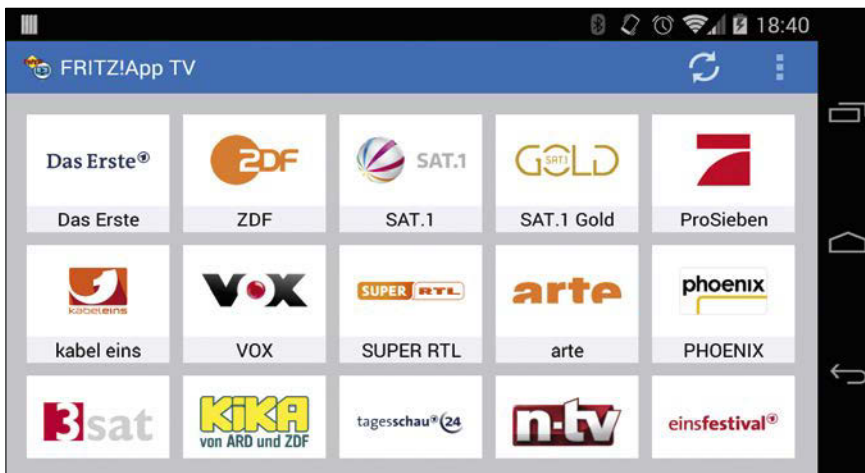 18:40
FRITZ!App TV
Das Erste
ZDF
SAT.1
SAT.1 GOLD
7
Das Erste
ZDF
SAT.1
SAT.1 Gold
ProSieben
kabeleins
VOX
SUPER RTL
arte
phoenix
kabel eins
VOX
SUPER RTL
arte
PHOENIX
3sat
KiKA
von ARD und ZDF
tagesschau24
n-tv
einsfestival